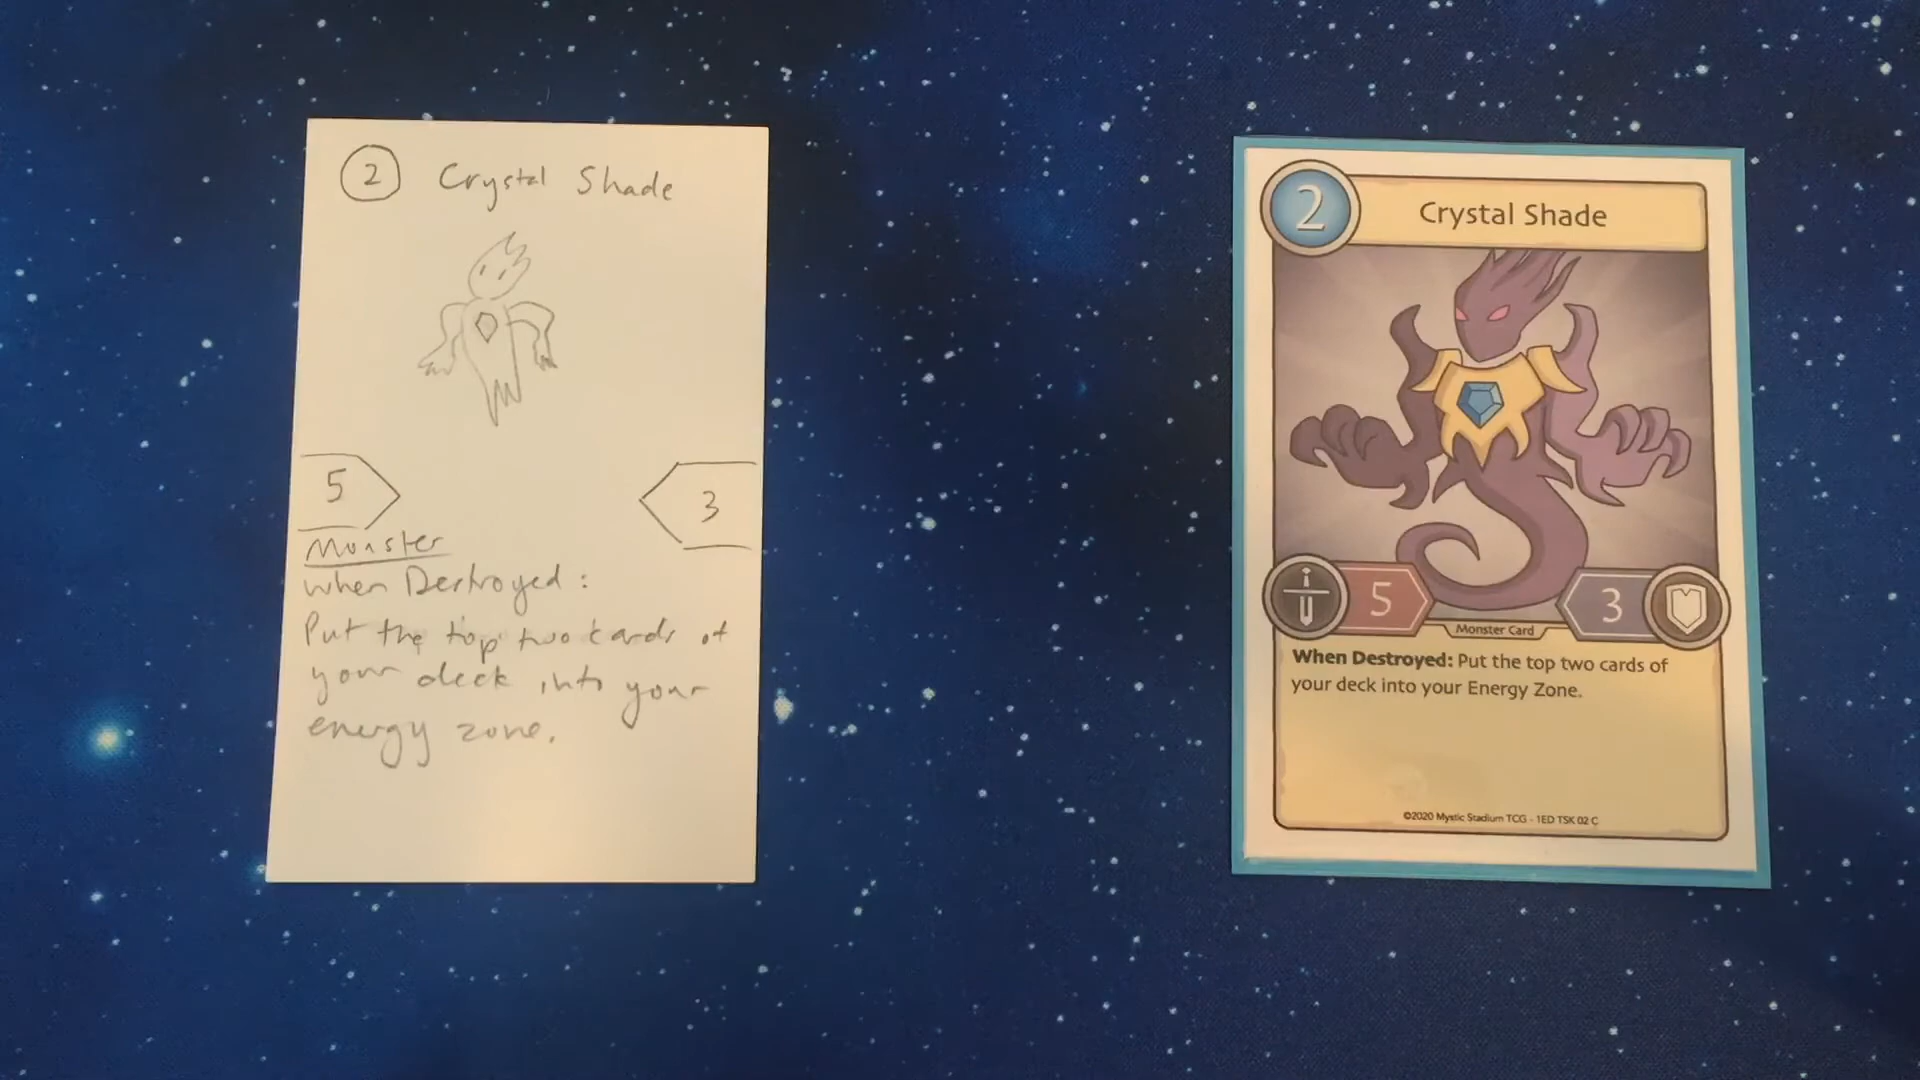 2 Crystal Shade
5
3
Monster
When Destroyed:
Put the top two cards of
your deck into your
energy zone.
2
Crystal Shade
5
3
Monster Card
When Destroyed: Put the top two cards of
your deck into your Energy Zone.
©2020 Mystic Stadium TCG - 1ED TSK 02 C